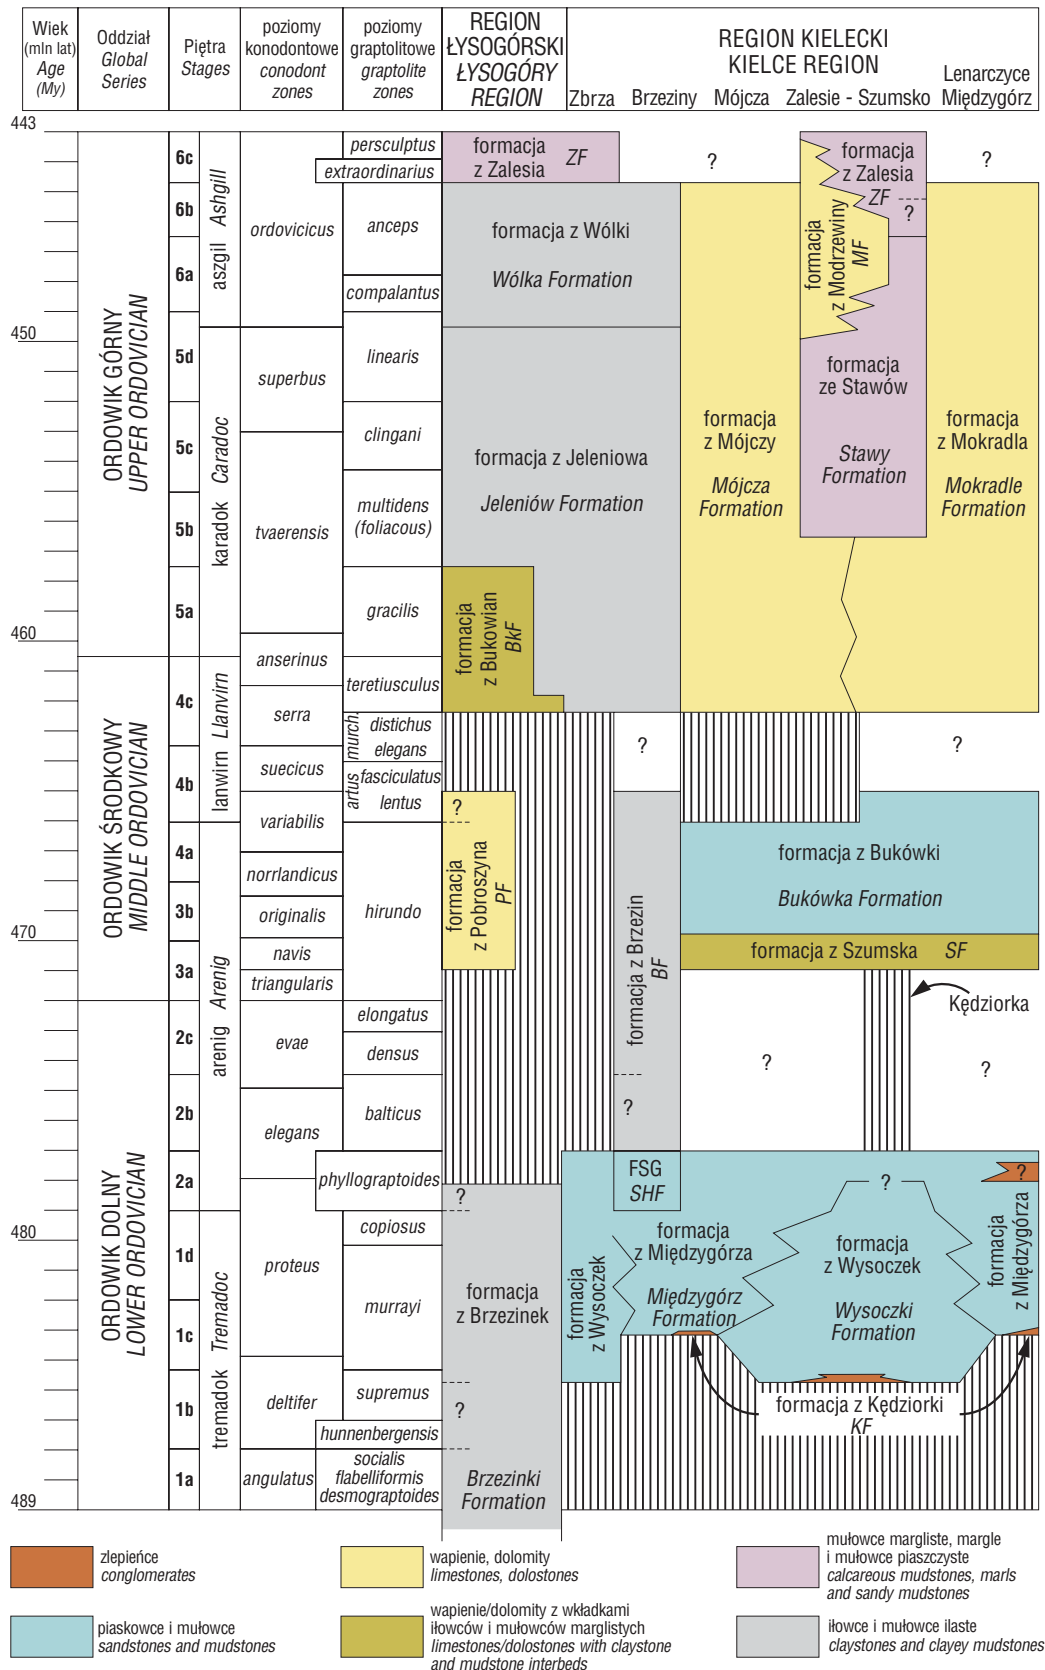 Wiek
(mln lat)
Age
(My)
Oddział
Global
Series
Piętra
Stages
poziomy
konodontowe
conodont
zones
poziomy
graptolitowe
graptolite
zones
REGION
ŁYSOGÓRSKI
ŁYSOGÓRY
REGION
REGION KIELECKI
KIELCE REGION
Zbrza
Brzeziny
Mójcza
Zalesie - Szumsko
Lenarczyce
Międzygórz
443
450
460
470
480
489
ORDOWIK GÓRNY
UPPER ORDOVICIAN
ORDOWIK ŚRODKOWY
MIDDLE ORDOVICIAN
ORDOWIK DOLNY
LOWER ORDOVICIAN
6c
6b
6a
5d
5c
5b
5a
4c
4b
4a
3b
3a
2c
2b
2a
1d
1c
1b
1a
aszgil Ashgill
karadok Caradoc
lanwirn Llanvirn
arenig Arenig
tremadok Tremadoc
ordovicicus
superbus
tvaerensis
anserinus
serra
suecicus
variabilis
norrlandicus
originalis
navis
triangularis
evae
elegans
proteus
deltifer
angulatus
persculptus
extraordinarius
anceps
compalantus
linearis
clingani
multidens
(foliacous)
gracilis
teretiusculus
murch.
distichus
elegans
artus
fasciculatus
lentus
hirundo
elongatus
densus
balticus
phyllograptoides
copiosus
murrayi
supremus
hunnenbergensis
socialis
flabelliformis
desmograptoides
formacja
z Zalesia ZF
formacja z Wólki
Wólka Formation
formacja z Jeleniowa
Jeleniów Formation
formacja
z Bukowian
BkF
?
formacja
z Pobroszyna
PF
?
formacja
z Brzezinek
?
Brzezinki
Formation
?
formacja z Brzezin
BF
?
FSG
SHF
?
formacja
z Mójczy
Mójcza
Formation
formacja
z Modrzewiny
MF
formacja
z Zalesia
ZF
?
formacja
ze Stawów
Stawy
Formation
?
formacja
z Mokradla
Mokradle
Formation
?
formacja z Bukówki
Bukówka Formation
formacja z Szumska SF
Kędziorka
?
?
formacja
z Wysoczek
formacja
z Międzygórza
Międzygórz
Formation
?
formacja
z Wysoczek
Wysoczki
Formation
?
formacja
z Międzygórza
formacja z Kędziorki
KF
zlepieńce
conglomerates
piaskowce i mułowce
sandstones and mudstones
wapienie, dolomity
limestones, dolostones
wapienie/dolomity z wkładkami
iłowców i mułowców marglistych
limestones/dolostones with claystone
and mudstone interbeds
mułowce margliste, margle
i mułowce piaszczyste
calcareous mudstones, marls
and sandy mudstones
iłowce i mułowce ilaste
claystones and clayey mudstones